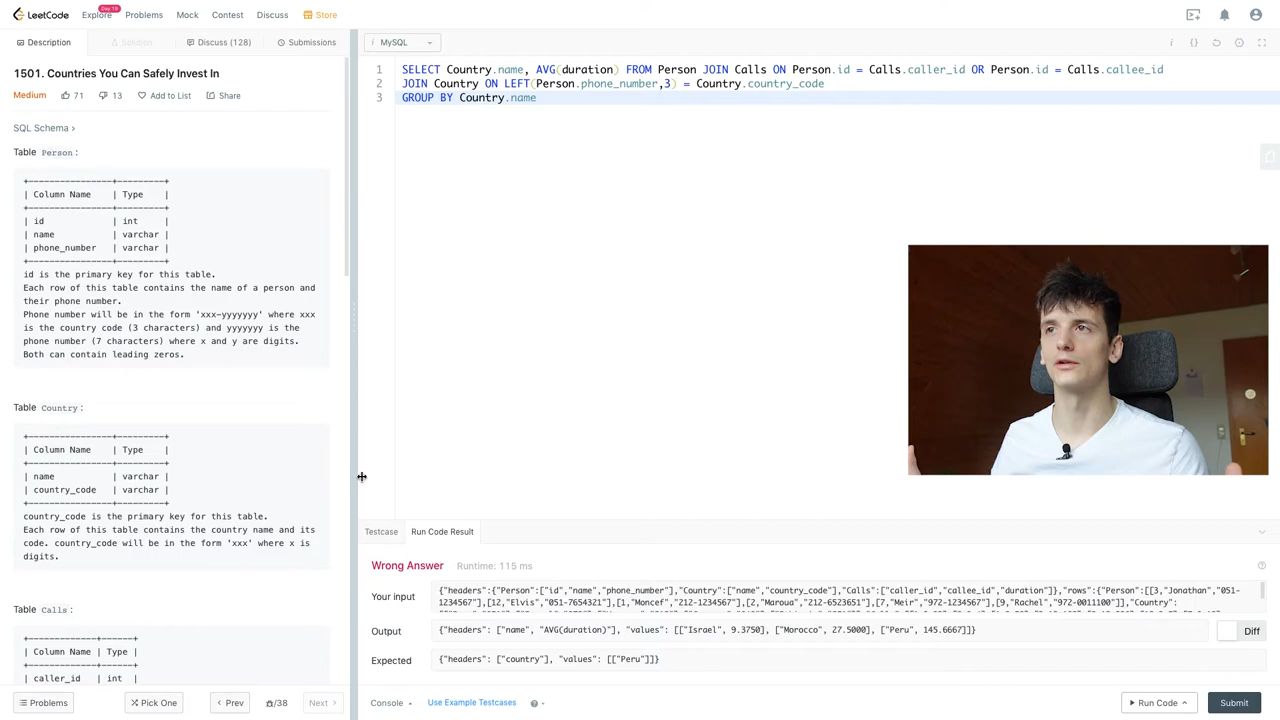 LeetCode
Explore
Day 19
Problems
Mock
Contest
Discuss
Store
Description
Solution
Discuss (128)
Submissions
i MySQL
1501. Countries You Can Safely Invest In
Medium 71 13 Add to List Share
SQL Schema >
Table Person :
+----------------+---------+
| Column Name | Type |
+----------------+---------+
| id | int |
| name | varchar |
| phone_number | varchar |
+----------------+---------+
id is the primary key for this table.
Each row of this table contains the name of a person and
their phone number.
Phone number will be in the form 'xxx-yyyyyyy' where xxx
is the country code (3 characters) and yyyyyyy is the
phone number (7 characters) where x and y are digits.
Both can contain leading zeros.
Table Country :
+----------------+---------+
| Column Name | Type |
+----------------+---------+
| name | varchar |
| country_code | varchar |
+----------------+---------+
country_code is the primary key for this table.
Each row of this table contains the country name and its
code. country_code will be in the form 'xxx' where x is
digits.
Table Calls :
+-------------+------+
| Column Name | Type |
+-------------+------+
| caller_id | int |
Problems
Pick One
< Prev
/38
Next >
1 SELECT Country.name, AVG(duration) FROM Person JOIN Calls ON Person.id = Calls.caller_id OR Person.id = Calls.callee_id
2 JOIN Country ON LEFT(Person.phone_number,3) = Country.country_code
3 GROUP BY Country.name
Testcase
Run Code Result
Wrong Answer Runtime: 115 ms
Your input
{"headers":{"Person":["id","name","phone_number"],"Country":["name","country_code"],"Calls":["caller_id","callee_id","duration"]},"rows":{"Person":[[3,"Jonathan","051-
1234567"],[12,"Elvis","051-7654321"],[1,"Moncef","212-1234567"],[2,"Maroua","212-6523651"],[7,"Meir","972-1234567"],[9,"Rachel","972-0011100"]],"Country":
Output
{"headers": ["name", "AVG(duration)"], "values": [["Israel", 9.3750], ["Morocco", 27.5000], ["Peru", 145.6667]]}
Diff
Expected
{"headers": ["country"], "values": [["Peru"]]}
Console
Use Example Testcases
?
Run Code
Submit